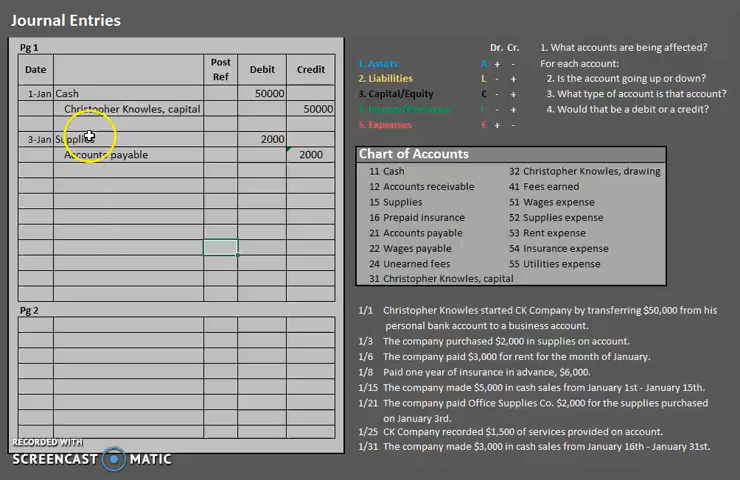 Journal Entries
Pg 1
Date Post Ref Debit Credit
1-Jan Cash 50000
Christopher Knowles, capital 50000
3-Jan Supplies 2000
Accounts payable 2000
Pg 2
RECORDED WITH
SCREENCAST MATIC
Dr. Cr.
1. Assets A + -
2. Liabilities L - +
3. Capital/Equity C - +
I - +
5. Expenses E + -
1. What accounts are being affected?
For each account:
2. Is the account going up or down?
3. What type of account is that account?
4. Would that be a debit or a credit?
Chart of Accounts
11 Cash 32 Christopher Knowles, drawing
12 Accounts receivable 41 Fees earned
15 Supplies 51 Wages expense
16 Prepaid insurance 52 Supplies expense
21 Accounts payable 53 Rent expense
22 Wages payable 54 Insurance expense
24 Unearned fees 55 Utilities expense
31 Christopher Knowles, capital
1/1 Christopher Knowles started CK Company by transferring $50,000 from his
personal bank account to a business account.
1/3 The company purchased $2,000 in supplies on account.
1/6 The company paid $3,000 for rent for the month of January.
1/8 Paid one year of insurance in advance, $6,000.
1/15 The company made $5,000 in cash sales from January 1st - January 15th.
1/21 The company paid Office Supplies Co. $2,000 for the supplies purchased
on January 3rd.
1/25 CK Company recorded $1,500 of services provided on account.
1/31 The company made $3,000 in cash sales from January 16th - January 31st.